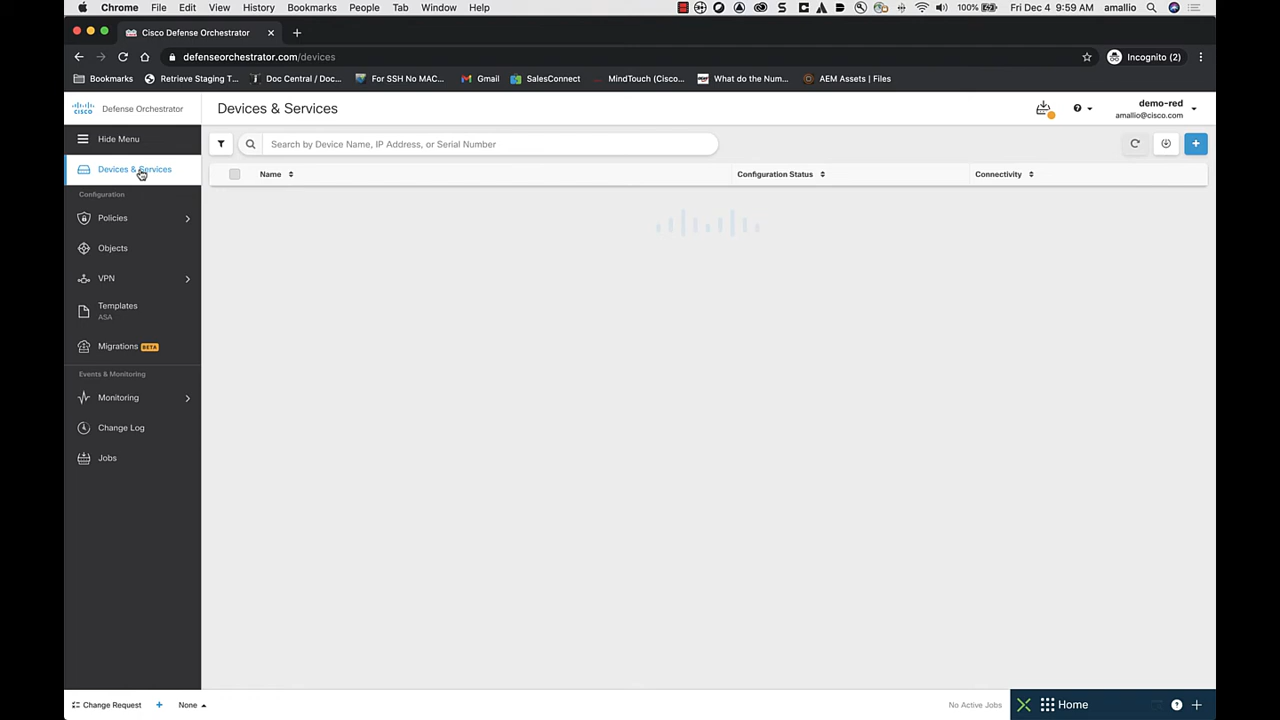 Chrome File Edit View History Bookmarks People Tab Window Help 100% Fri Dec 4 9:59 AM amallio
Cisco Defense Orchestrator
defenseorchestrator.com/devices Incognito (2)
Bookmarks Retrieve Staging T... Doc Central / Doc... For SSH No MAC... Gmail SalesConnect MindTouch (Cisco... What do the Num... AEM Assets | Files
cisco Defense Orchestrator Devices & Services demo-red
amallio@cisco.com
Hide Menu Search by Device Name, IP Address, or Serial Number
Devices & Services Name Configuration Status Connectivity
Configuration
Policies
Objects
VPN
Templates
ASA
Migrations BETA
Events & Monitoring
Monitoring
Change Log
Jobs
Change Request + None No Active Jobs Home